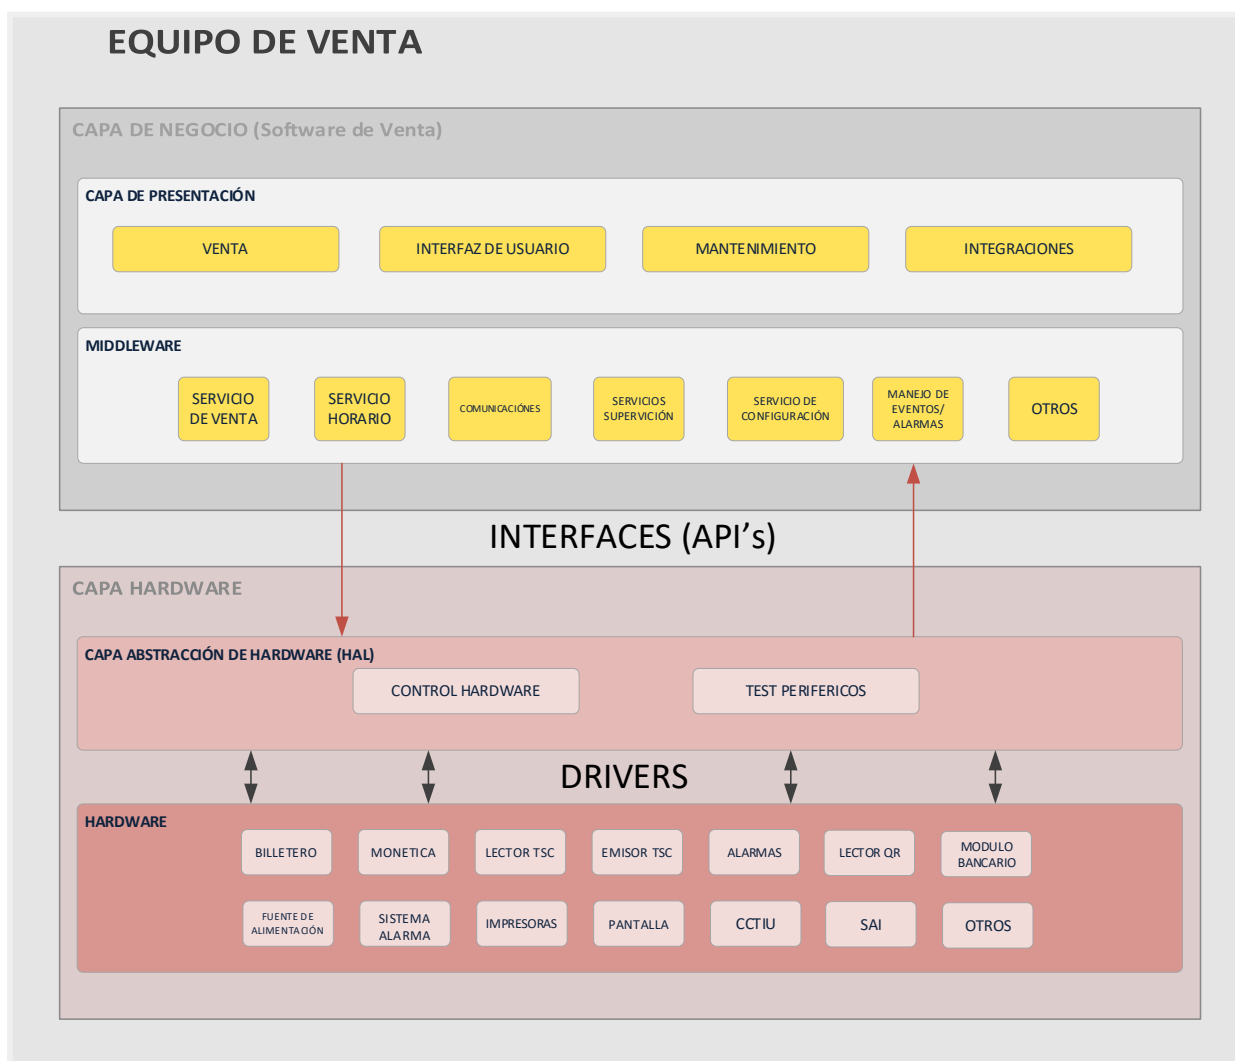 EQUIPO DE VENTA
CAPA DE NEGOCIO (Software de Venta)
CAPA DE PRESENTACIÓN
VENTA
INTERFAZ DE USUARIO
MANTENIMIENTO
INTEGRACIONES
MIDDLEWARE
SERVICIO
DE VENTA
SERVICIO
HORARIO
COMUNICACIÓNES
SERVICIOS
SUPERVICIÓN
SERVICIO DE
CONFIGURACIÓN
MANEJO DE
EVENTOS/
ALARMAS
OTROS
INTERFACES (API's)
CAPA HARDWARE
CAPA ABSTRACCIÓN DE HARDWARE (HAL)
CONTROL HARDWARE
TEST PERIFERICOS
DRIVERS
HARDWARE
BILLETERO
MONETICA
LECTOR TSC
EMISOR TSC
ALARMAS
LECTOR QR
MODULO
BANCARIO
FUENTE DE
ALIMENTACIÓN
SISTEMA
ALARMA
IMPRESORAS
PANTALLA
CCTIU
SAI
OTROS